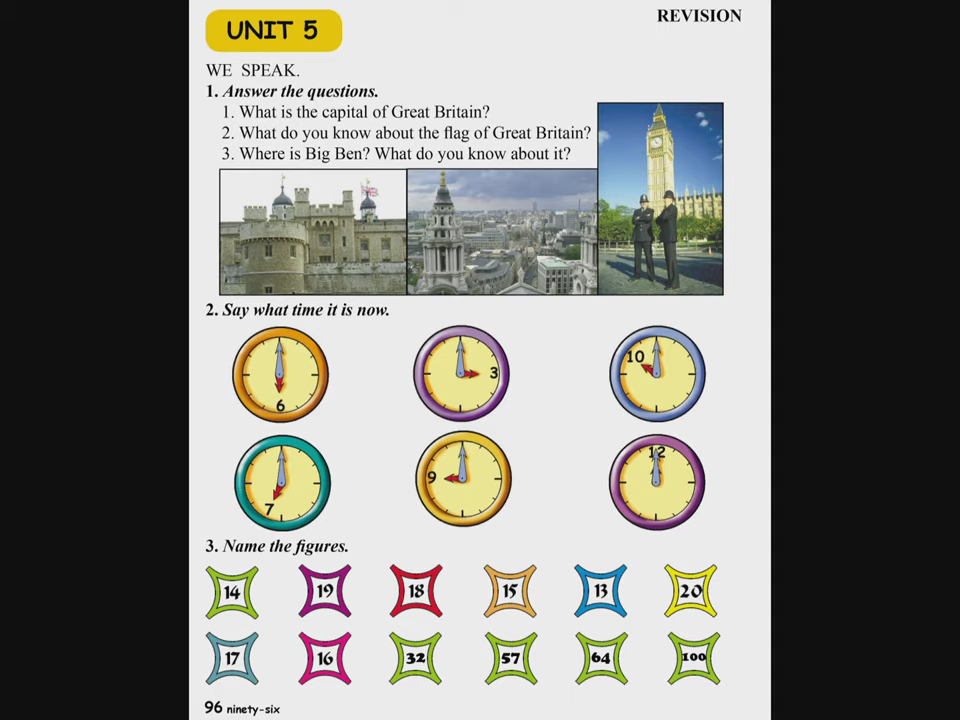 UNIT 5
REVISION
WE SPEAK.
1. Answer the questions.
1. What is the capital of Great Britain?
2. What do you know about the flag of Great Britain?
3. Where is Big Ben? What do you know about it?
2. Say what time it is now.
6
3
10
7
9
12
3. Name the figures.
14 19 18 15 13 20
17 16 32 57 64 100
96 ninety-six